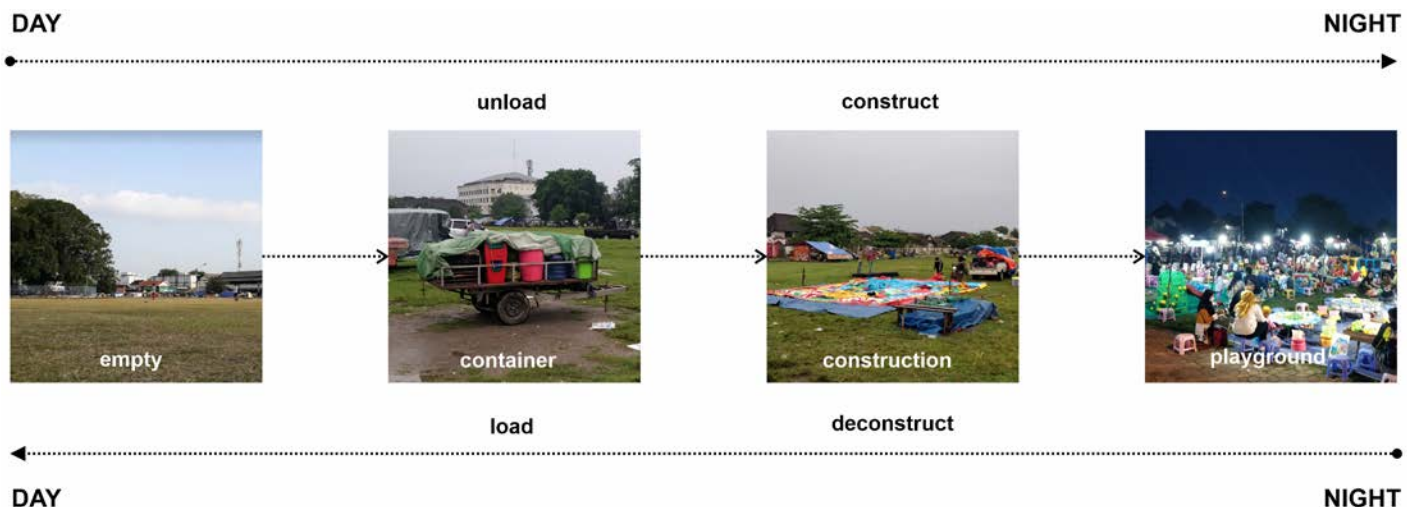 DAY NIGHT
unload construct
empty container construction playground
load deconstruct
DAY NIGHT